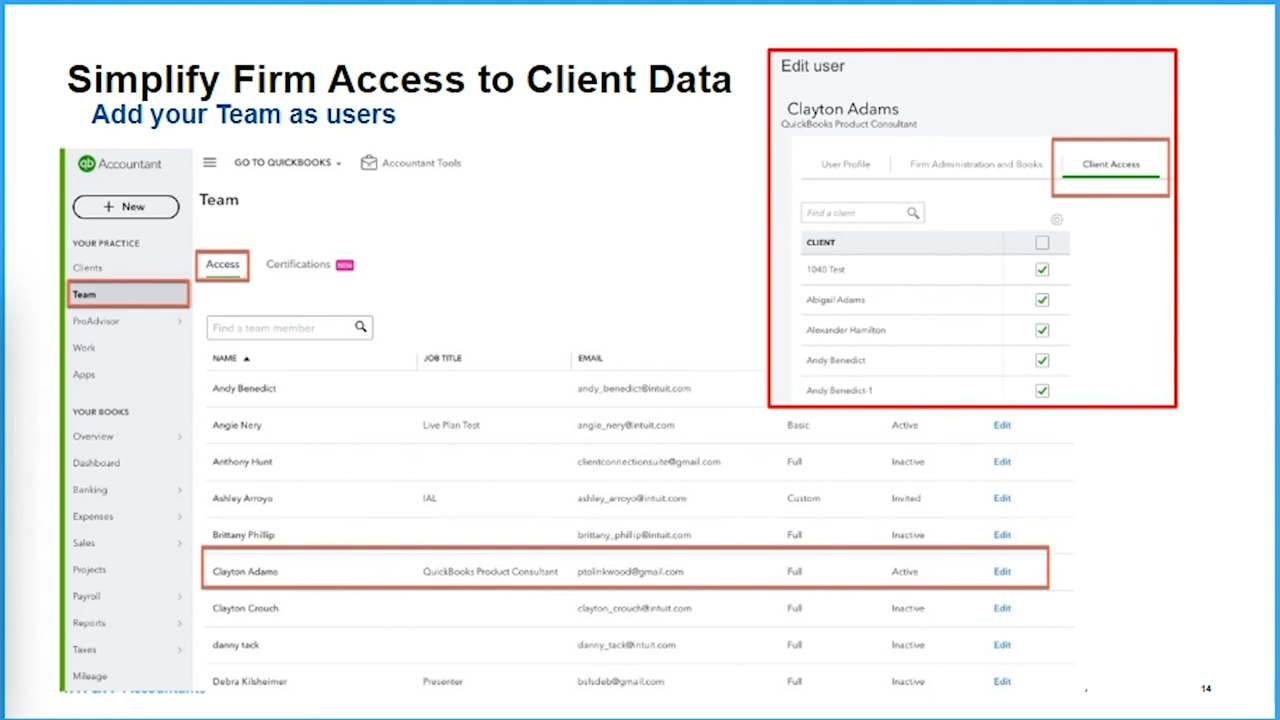 Simplify Firm Access to Client Data
Add your Team as users
qb Accountant
GO TO QUICKBOOKS
Accountant Tools
+ New
YOUR PRACTICE
Clients
Team
ProAdvisor
Work
Apps
YOUR BOOKS
Overview
Dashboard
Banking
Expenses
Sales
Projects
Payroll
Reports
Taxes
Mileage
Team
Access Certifications NEW
Find a team member
NAME JOB TITLE EMAIL
Andy Benedict andy_benedict@intuit.com
Angie Nery Live Plan Test angie_nery@intuit.com Basic Active Edit
Anthony Hunt clientconnectionsuite@gmail.com Full Inactive Edit
Ashley Arroyo IAL ashley_arroyo@intuit.com Custom Invited Edit
Brittany Phillip brittany_phillip@intuit.com Full Inactive Edit
Clayton Adams QuickBooks Product Consultant ptolinkwood@gmail.com Full Active Edit
Clayton Crouch clayton_crouch@intuit.com Full Inactive Edit
danny tack danny_tack@intuit.com Full Inactive Edit
Debra Kilsheimer Presenter bsfsdeb@gmail.com Full Inactive Edit
Edit user
Clayton Adams
QuickBooks Product Consultant
User Profile Firm Administration and Books Client Access
Find a client
CLIENT
1040 Test
Abigail Adams
Alexander Hamilton
Andy Benedict
Andy Benedict-1
14